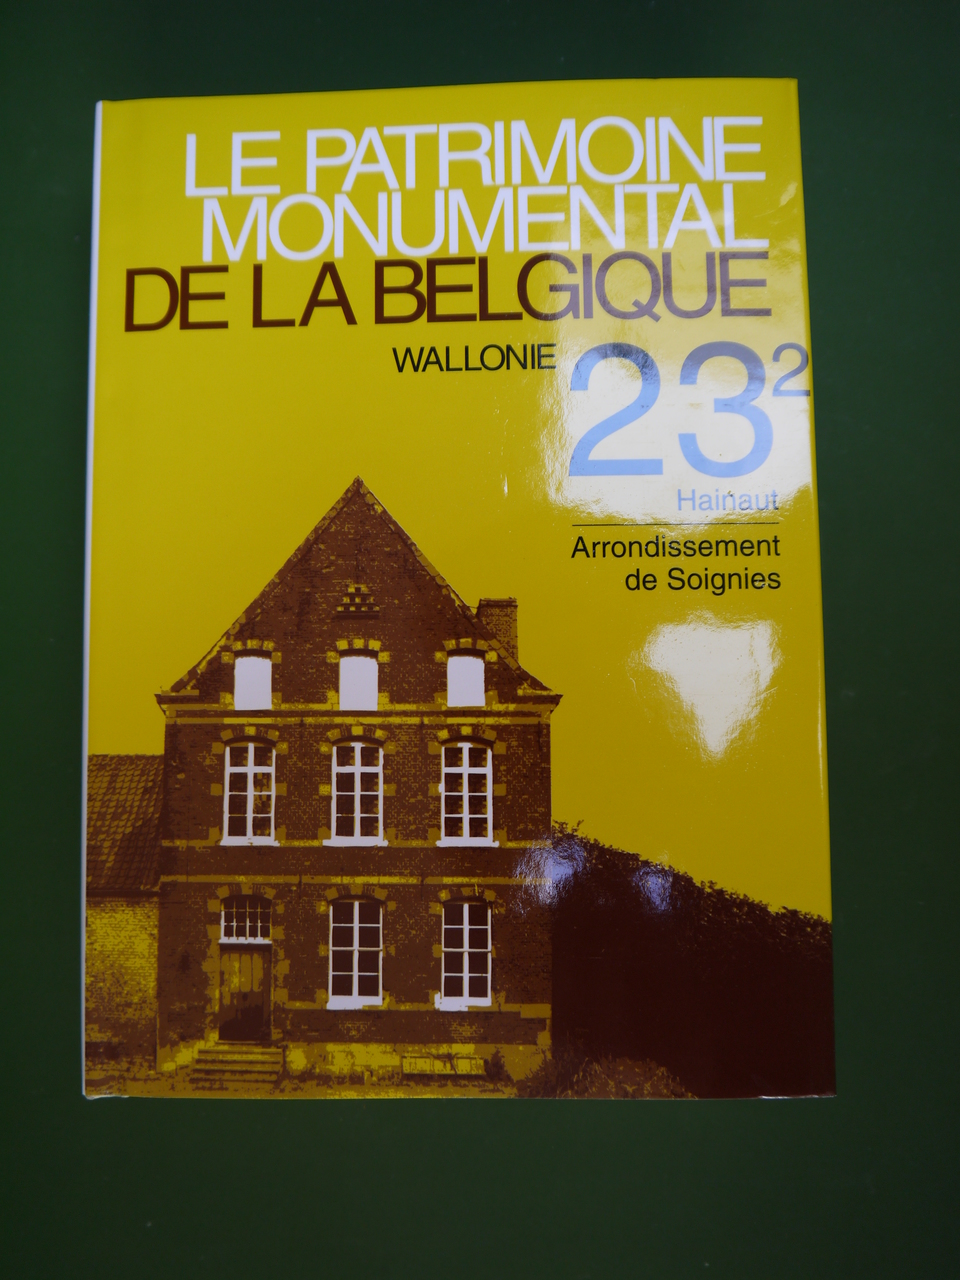 LE PATRIMOINE
MONUMENTAL
DE LA BELGIQUE
WALLONIE 23²
Hainaut
Arrondissement
de Soignies